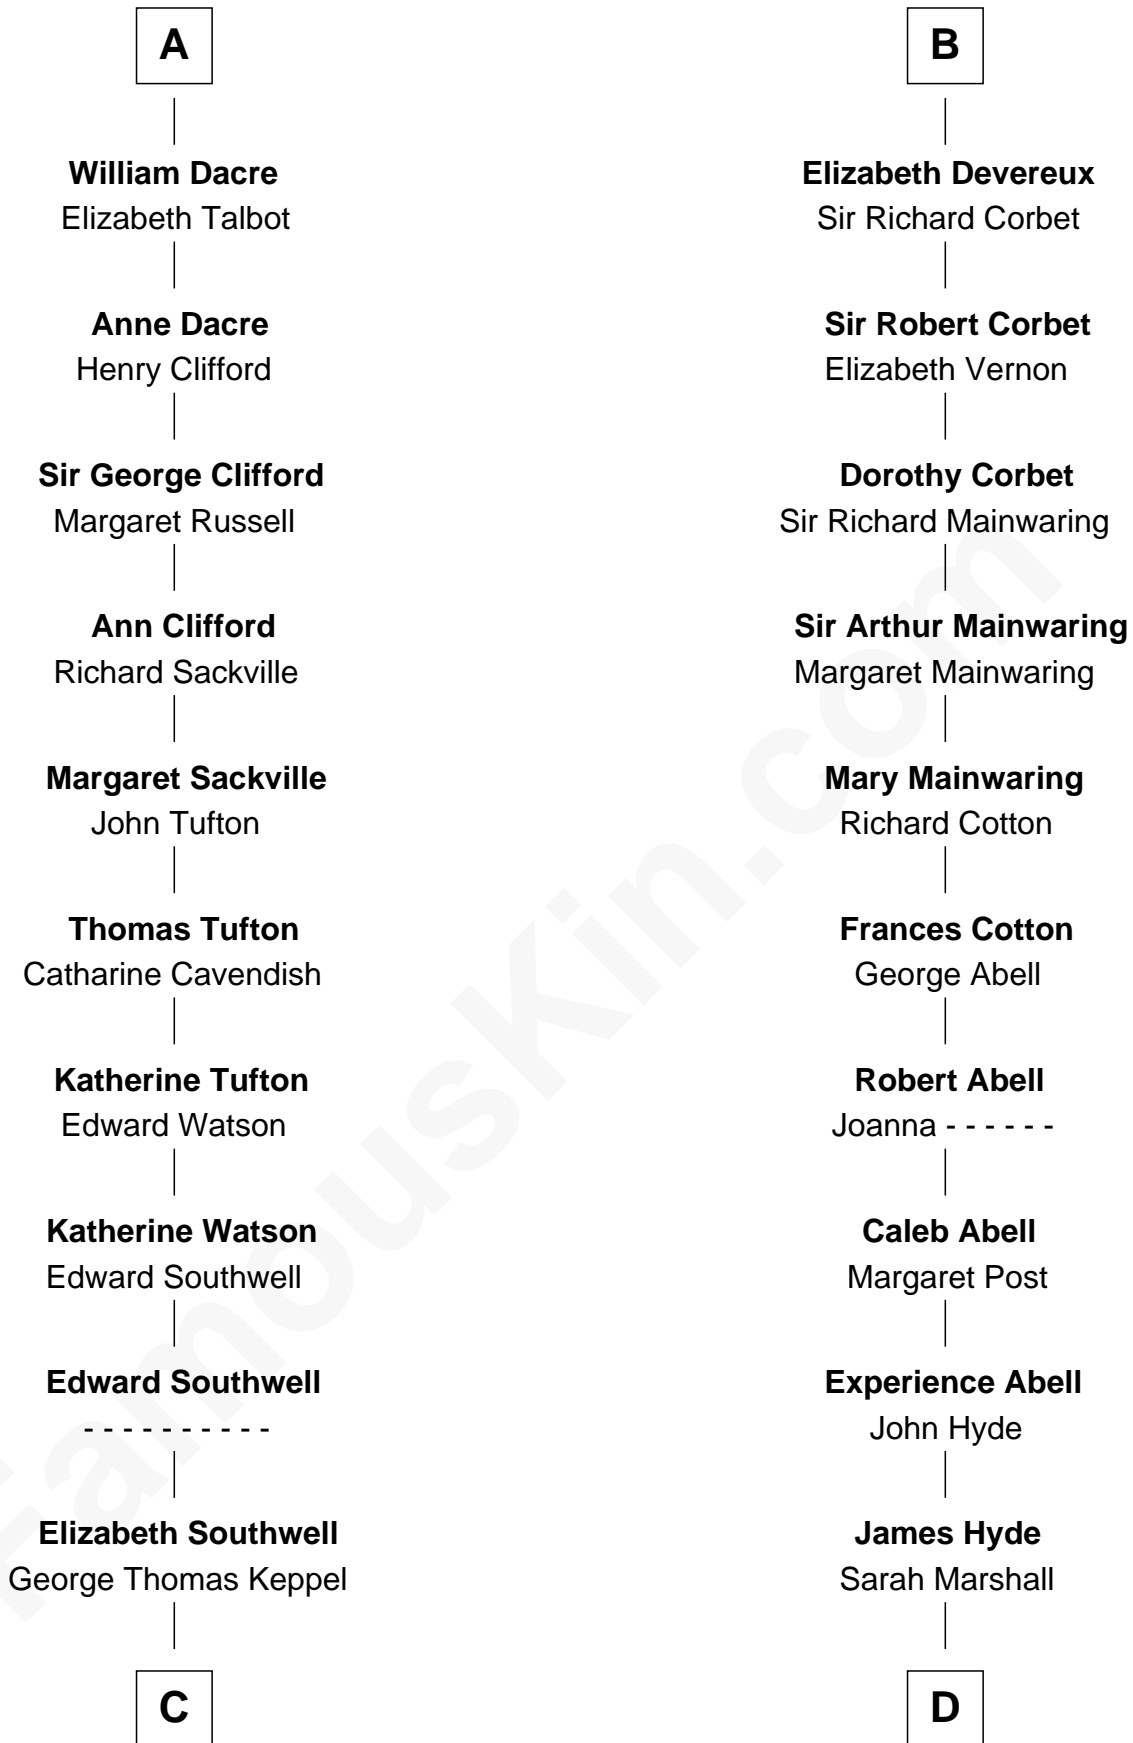 A
William Dacre
Elizabeth Talbot
Anne Dacre
Henry Clifford
Sir George Clifford
Margaret Russell
Ann Clifford
Richard Sackville
Margaret Sackville
John Tufton
Thomas Tufton
Catharine Cavendish
Katherine Tufton
Edward Watson
Katherine Watson
Edward Southwell
Edward Southwell
- - - - - - - - - -
Elizabeth Southwell
George Thomas Keppel
C
B
Elizabeth Devereux
Sir Richard Corbet
Sir Robert Corbet
Elizabeth Vernon
Dorothy Corbet
Sir Richard Mainwaring
Sir Arthur Mainwaring
Margaret Mainwaring
Mary Mainwaring
Richard Cotton
Frances Cotton
George Abell
Robert Abell
Joanna - - - - - -
Caleb Abell
Margaret Post
Experience Abell
John Hyde
James Hyde
Sarah Marshall
D
FamousKin.com